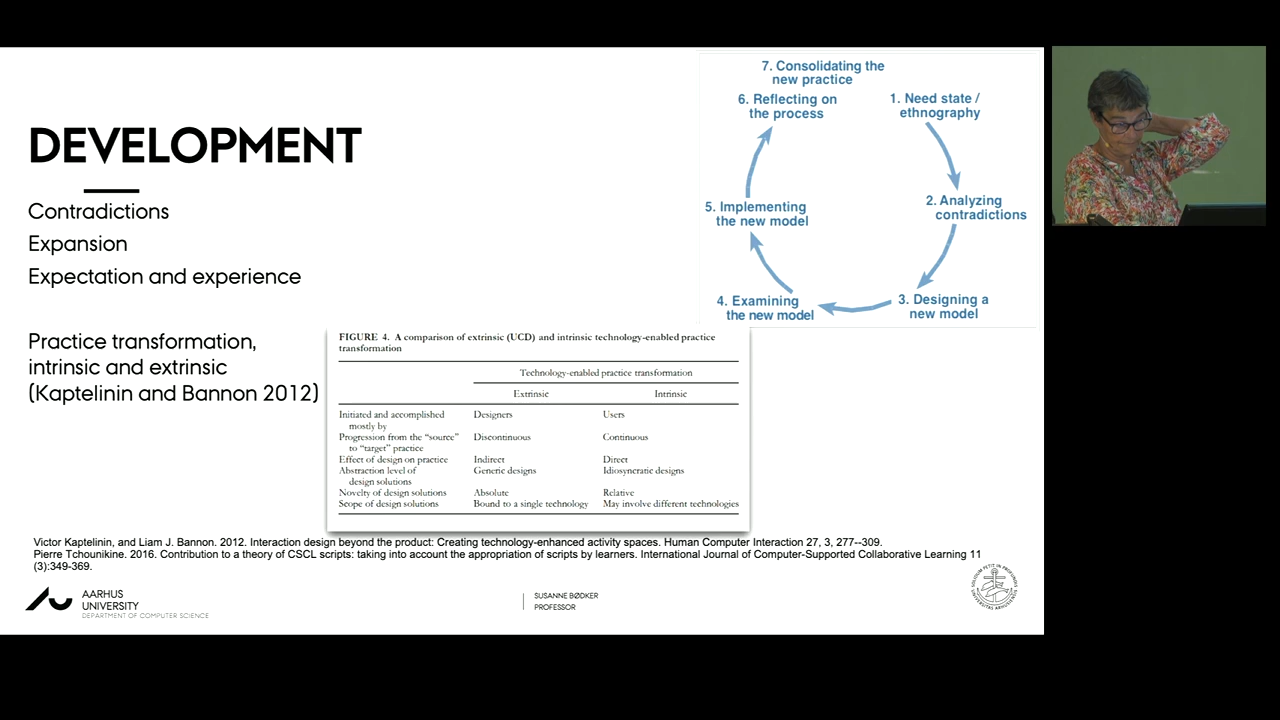 DEVELOPMENT
Contradictions
Expansion
Expectation and experience
Practice transformation,
intrinsic and extrinsic
(Kaptelinin and Bannon 2012)
7. Consolidating the
new practice
6. Reflecting on
the process
1. Need state /
ethnography
5. Implementing
the new model
2. Analyzing
contradictions
4. Examining
the new model
3. Designing a
new model
FIGURE 4. A comparison of extrinsic (UCD) and intrinsic technology-enabled practice
transformation
Technology-enabled practice transformation
Extrinsic Intrinsic
Initiated and accomplished Designers Users
mostly by
Progression from the “source” Discontinuous Continuous
to “target” practice
Effect of design on practice Indirect Direct
Abstraction level of Generic designs Idiosyncratic designs
design solutions
Novelty of design solutions Absolute Relative
Scope of design solutions Bound to a single technology May involve different technologies
Victor Kaptelinin, and Liam J. Bannon. 2012. Interaction design beyond the product: Creating technology-enhanced activity spaces. Human Computer Interaction 27, 3, 277--309.
Pierre Tchounikine. 2016. Contribution to a theory of CSCL scripts: taking into account the appropriation of scripts by learners. International Journal of Computer-Supported Collaborative Learning 11
(3):349-369.
AARHUS
UNIVERSITY
DEPARTMENT OF COMPUTER SCIENCE
SUSANNE BØDKER
PROFESSOR